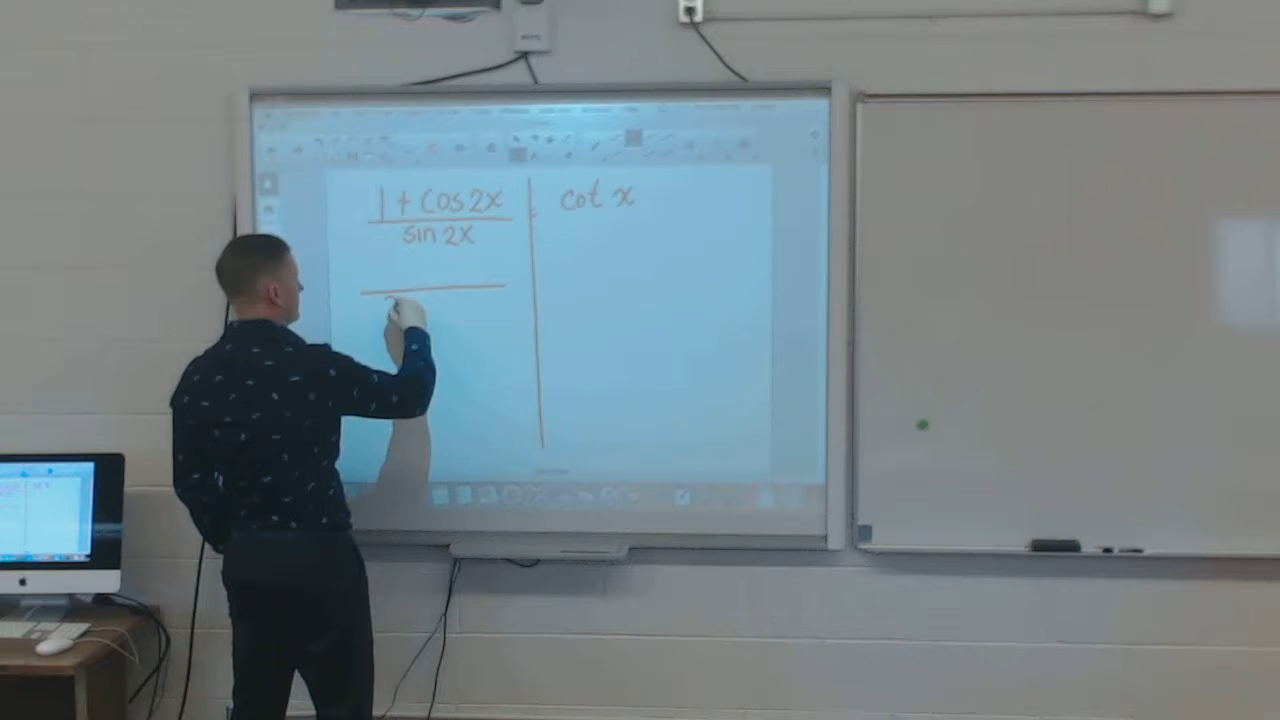 1 + cos 2x
sin 2x
cot x